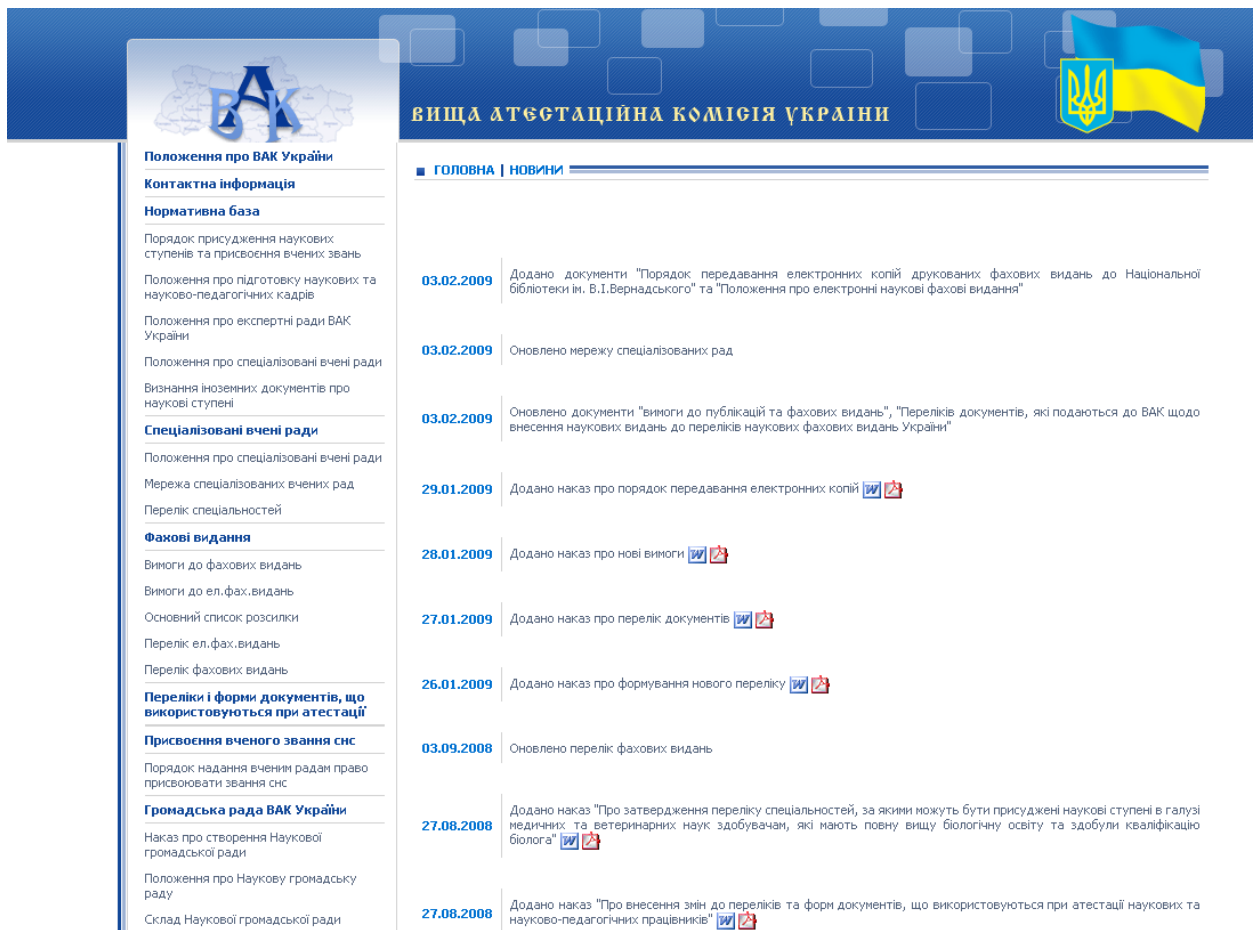 ВАК
ВИЩА АТЕСТАЦІЙНА КОМІСІЯ УКРАЇНИ
Положення про ВАК України
Контактна інформація
Нормативна база
Порядок присудження наукових
ступенів та присвоєння вчених звань
Положення про підготовку наукових та
науково-педагогічних кадрів
Положення про експертні ради ВАК
України
Положення про спеціалізовані вчені ради
Визнання іноземних документів про
наукові ступені
Спеціалізовані вчені ради
Положення про спеціалізовані вчені ради
Мережа спеціалізованих вчених рад
Перелік спеціальностей
Фахові видання
Вимоги до фахових видань
Вимоги до ел.фах.видань
Основний список розсилки
Перелік ел.фах.видань
Перелік фахових видань
Переліки і форми документів, що
використовуються при атестації
Присвоєння вченого звання снс
Порядок надання вченим радам право
присвоювати звання снс
Громадська рада ВАК України
Наказ про створення Наукової
громадської ради
Положення про Наукову громадську
раду
Склад Наукової громадської ради
ГОЛОВНА | НОВИНИ
03.02.2009 Додано документи "Порядок передавання електронних копій друкованих фахових видань до Національної
бібліотеки ім. В.І.Вернадського" та "Положення про електронні наукові фахові видання"
03.02.2009 Оновлено мережу спеціалізованих рад
03.02.2009 Оновлено документи "вимоги до публікацій та фахових видань", "Переліків документів, які подаються до ВАК щодо
внесення наукових видань до переліків наукових фахових видань України"
29.01.2009 Додано наказ про порядок передавання електронних копій
28.01.2009 Додано наказ про нові вимоги
27.01.2009 Додано наказ про перелік документів
26.01.2009 Додано наказ про формування нового переліку
03.09.2008 Оновлено перелік фахових видань
27.08.2008 Додано наказ "Про затвердження переліку спеціальностей, за якими можуть бути присуджені наукові ступені в галузі
медичних та ветеринарних наук здобувачам, які мають повну вищу біологічну освіту та здобули кваліфікацію
біолога"
27.08.2008 Додано наказ "Про внесення змін до переліків та форм документів, що використовуються при атестації наукових та
науково-педагогічних працівників"